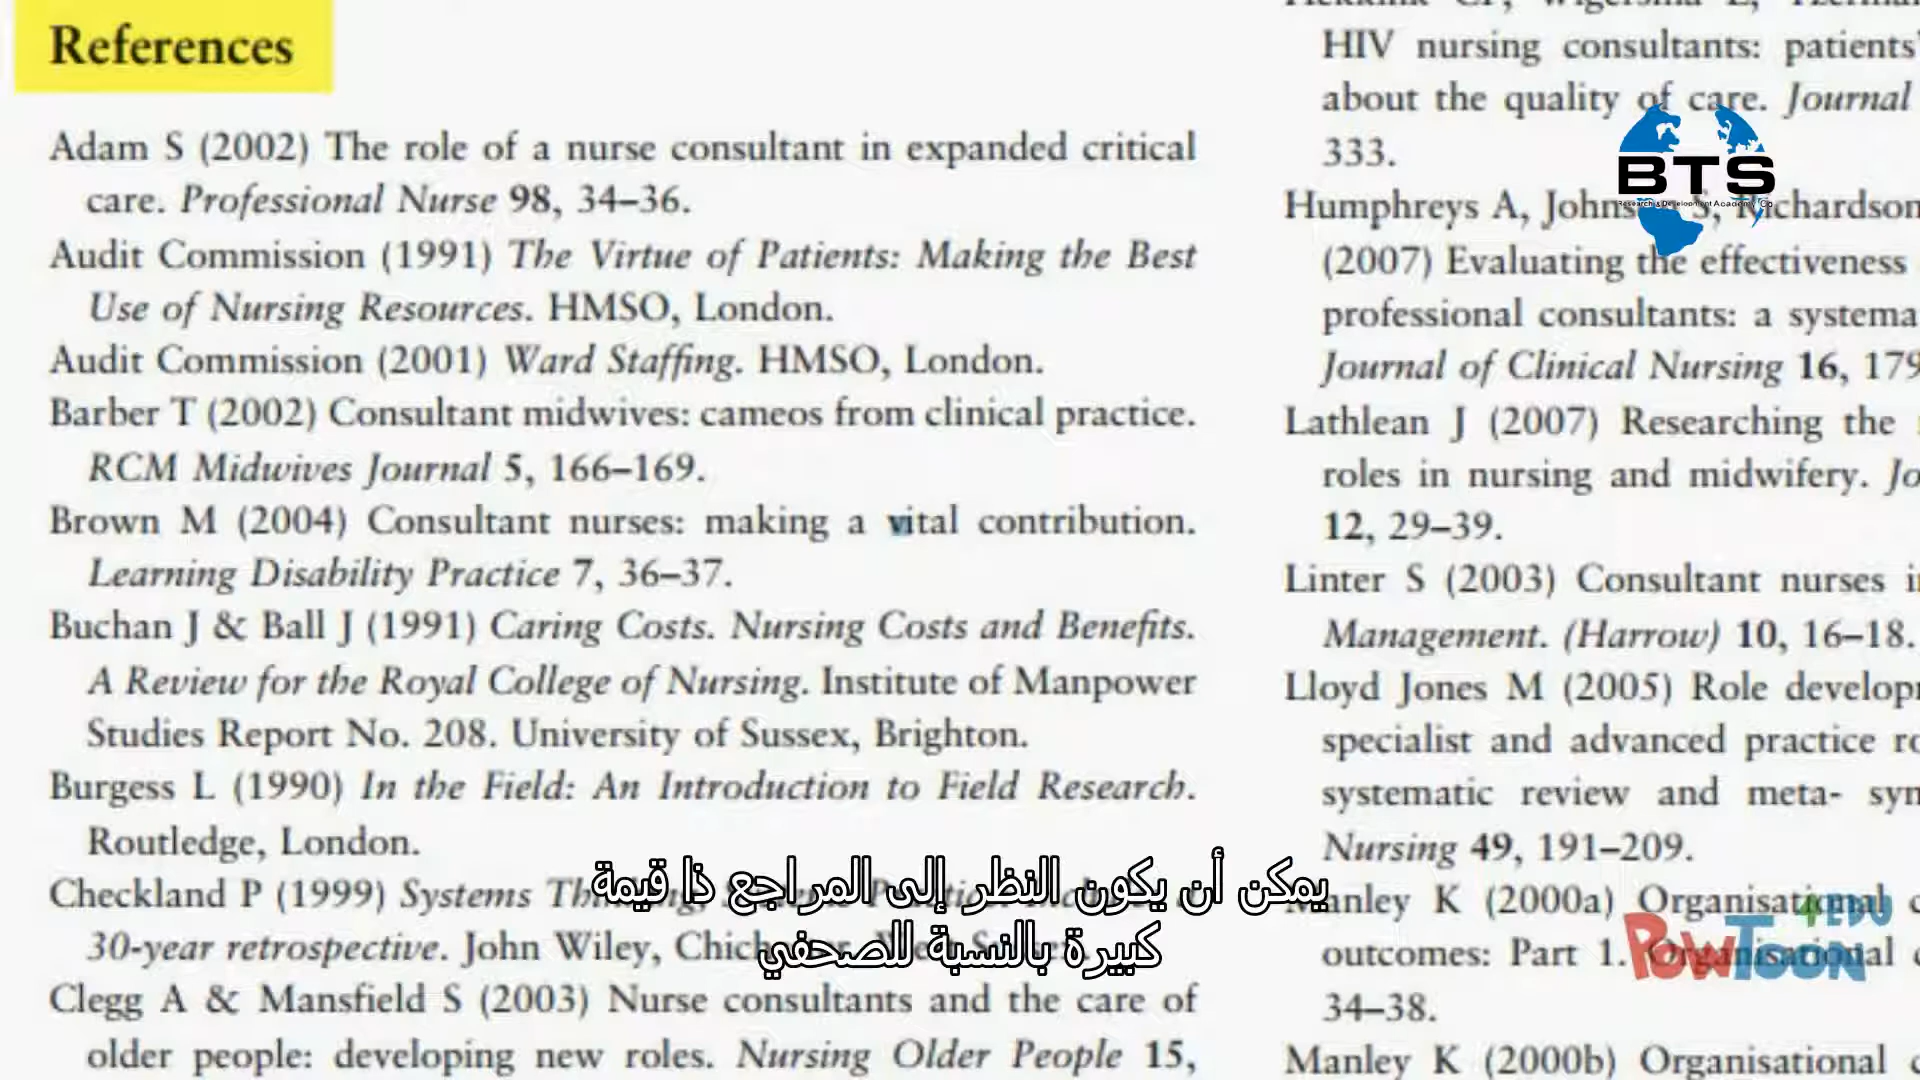 References
Adam S (2002) The role of a nurse consultant in expanded critical
care. Professional Nurse 98, 34–36.
Audit Commission (1991) The Virtue of Patients: Making the Best
Use of Nursing Resources. HMSO, London.
Audit Commission (2001) Ward Staffing. HMSO, London.
Barber T (2002) Consultant midwives: cameos from clinical practice.
RCM Midwives Journal 5, 166–169.
Brown M (2004) Consultant nurses: making a vital contribution.
Learning Disability Practice 7, 36–37.
Buchan J & Ball J (1991) Caring Costs. Nursing Costs and Benefits.
A Review for the Royal College of Nursing. Institute of Manpower
Studies Report No. 208. University of Sussex, Brighton.
Burgess L (1990) In the Field: An Introduction to Field Research.
Routledge, London.
Checkland P (1999) Systems
30-year retrospective. John Wiley,
Clegg A & Mansfield S (2003) Nurse consultants and the care of
older people: developing new roles. Nursing Older People 15,
HIV nursing consultants: patients'
about the quality of care. Journal
333.
Humphreys A, Richardson
(2007) Evaluating the effectiveness
professional consultants: a
Journal of Clinical Nursing 16, 179
Lathlean J (2007) Researching the
roles in nursing and midwifery.
12, 29–39.
Linter S (2003) Consultant nurses
Management. (Harrow) 10, 16–18.
Lloyd Jones M (2005) Role
specialist and advanced practice
systematic review and meta-
Nursing 49, 191–209.
Manley K (2000a) Organisational
outcomes: Part 1. Organisational
34–38.
Manley K (2000b) Organisational
BTS
Research & Development Academy Co
يمكن أن يكون النظر إلى المراجع ذا قيمة
كبيرة بالنسبة للصحفي
EDU
POWTOON